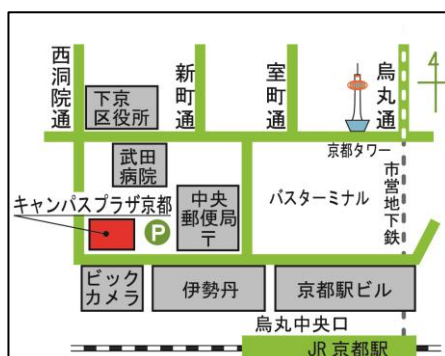 西洞院通
新町通
室町通
烏丸通
4
下京
区役所
京都タワー
武田
病院
市営地下鉄
キャンパスプラザ京都
中央
郵便局
〒
バスターミナル
P
ビック
カメラ
伊勢丹
京都駅ビル
烏丸中央口
JR 京都駅